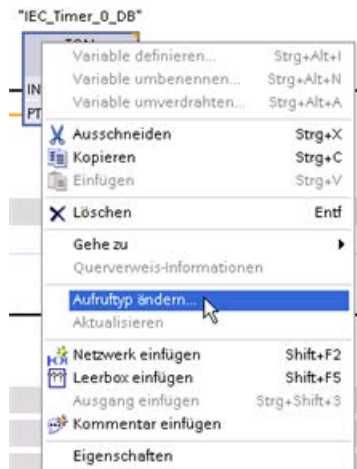 "IEC_Timer_0_DB"
TON
IN
PT
Variable definieren... Strg+Alt+I
Variable umbenennen... Strg+Alt+N
Variable umverdrahten... Strg+Alt+A
Ausschneiden Strg+X
Kopieren Strg+C
Einfügen Strg+V
Löschen Entf
Gehe zu
Querverweis-Informationen
Aufruftyp ändern...
Aktualisieren
Netzwerk einfügen Shift+F2
Leerbox einfügen Shift+F5
Ausgang einfügen Strg+Shift+3
Kommentar einfügen
Eigenschaften